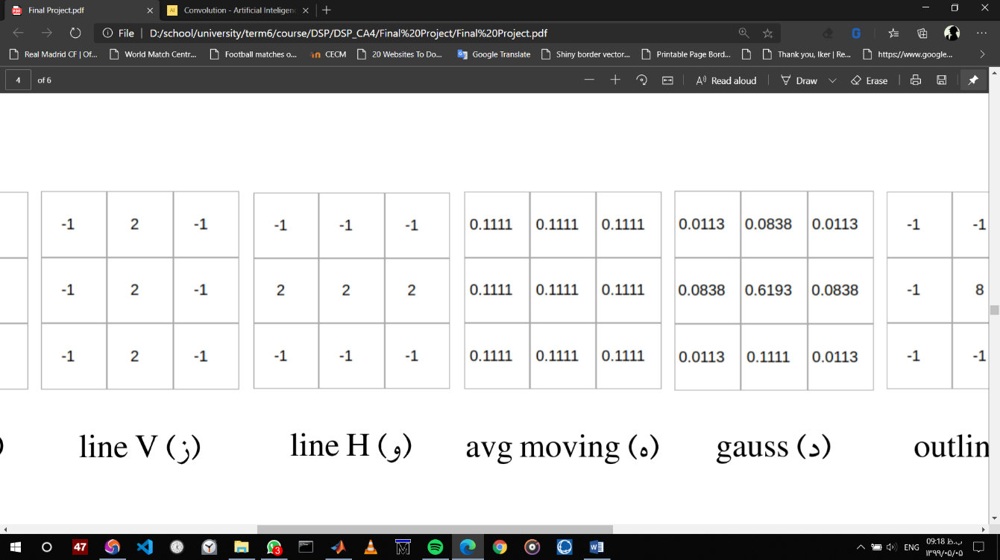 Final Project.pdf
Convolution - Artificial Inteligenc
File
D:/school/university/term6/course/DSP/DSP_CA4/Final%20Project/Final%20Project.pdf
Real Madrid CF | Of...
World Match Centr...
Football matches o...
CECM
20 Websites To Do...
Google Translate
Shiny border vector...
Printable Page Bord...
Thank you, Iker | Re...
https://www.google...
4 of 6
Read aloud
Draw
Erase
-1 2 -1 -1 -1 -1 0.1111 0.1111 0.1111 0.0113 0.0838 0.0113 -1 -1
-1 2 -1 2 2 2 0.1111 0.1111 0.1111 0.0838 0.6193 0.0838 -1 8
-1 2 -1 -1 -1 -1 0.1111 0.1111 0.1111 0.0113 0.1111 0.0113 -1 -1
line V (ز)
line H (و)
avg moving (ه)
gauss (د)
outlin
47
3
ENG
09:18 ب.ظ
۱۳۹۹/۰۵/۰۵